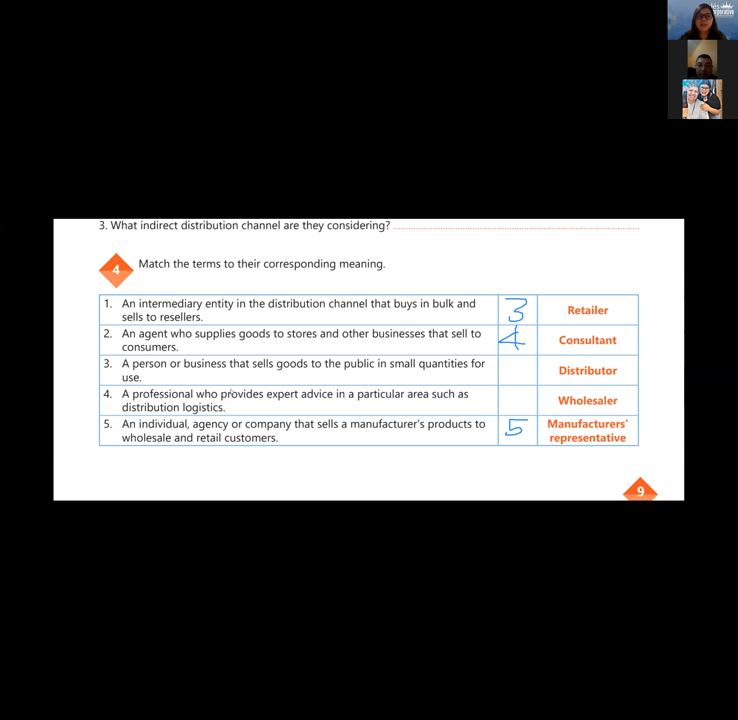 3. What indirect distribution channel are they considering?
4
Match the terms to their corresponding meaning.
1. An intermediary entity in the distribution channel that buys in bulk and
sells to resellers.
3
Retailer
2. An agent who supplies goods to stores and other businesses that sell to
consumers.
4
Consultant
3. A person or business that sells goods to the public in small quantities for
use.
Distributor
4. A professional who provides expert advice in a particular area such as
distribution logistics.
Wholesaler
5. An individual, agency or company that sells a manufacturer's products to
wholesale and retail customers.
5
Manufacturers'
representative
9